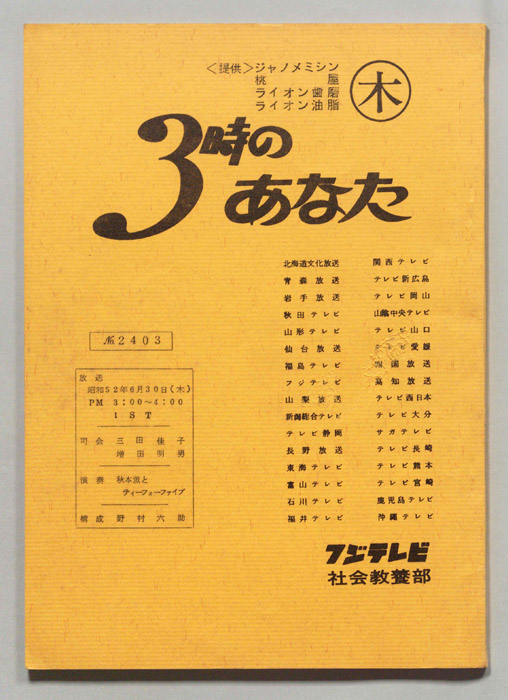 <提供>ジャノメミシン
桃屋
ライオン歯磨
ライオン油脂
木
3時の
あなた
北海道文化放送
青森放送
岩手放送
秋田テレビ
山形テレビ
仙台放送
福島テレビ
フジテレビ
山梨放送
新潟総合テレビ
テレビ静岡
長野放送
東海テレビ
富山テレビ
石川テレビ
福井テレビ
関西テレビ
テレビ新広島
テレビ岡山
山陰中央テレビ
テレビ山口
テレビ愛媛
放送
高知放送
テレビ西日本
テレビ大分
サガテレビ
テレビ長崎
テレビ熊本
テレビ宮崎
鹿児島テレビ
沖縄テレビ
№2403
放送
昭和52年6月30日(木)
PM 3:00~4:00
1ST
司会 三田佳子
増田明男
演奏 秋本薫と
ティーフォーファイブ
構成 野村六助
フジテレビ
社会教養部